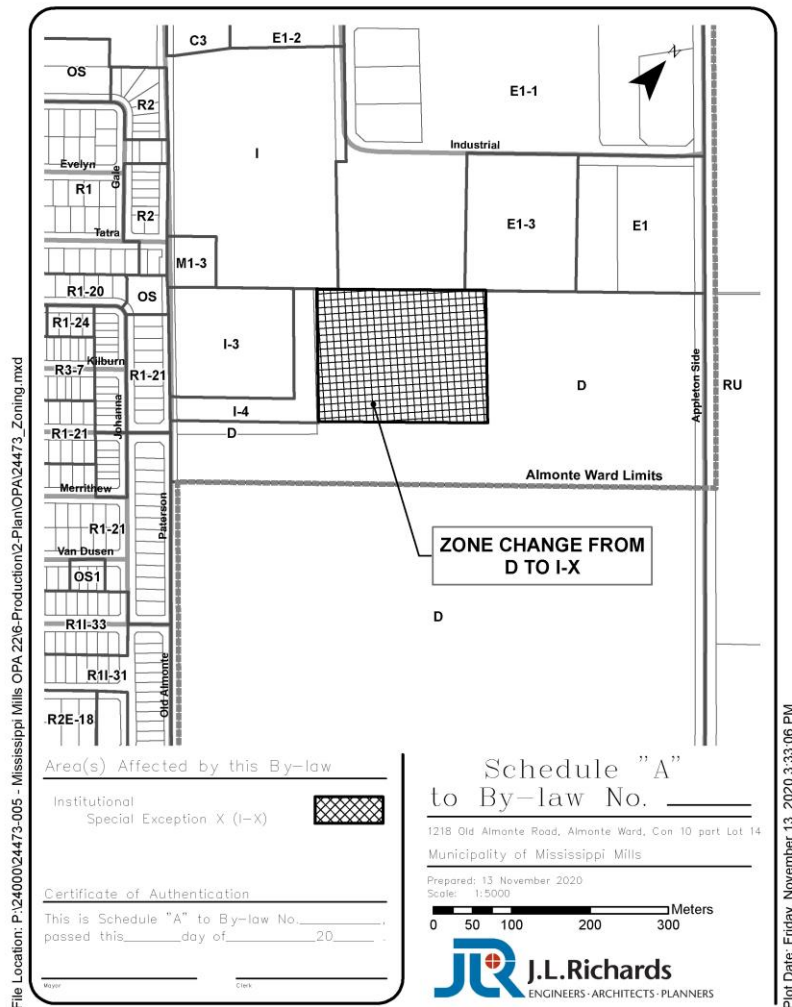 C3
E1-2
OS
R2
E1-1
N
Industrial
I
Evelyn
Gale
R1
R2
Tatra
E1-3
E1
M1-3
R1-20
OS
R1-24
I-3
Kilburn
R3-7
R1-21
Johanna
D
Appleton Side
RU
I-4
D
R1-21
Almonte Ward Limits
Merrithew
Paterson
R1-21
Van Dusen
OS1
ZONE CHANGE FROM
D TO I-X
D
R1I-33
R1I-31
Old Almonte
R2E-18
Area(s) Affected by this By-law
Institutional
Special Exception X (I-X)
Certificate of Authentication
This is Schedule "A" to By-law No.________,
passed this______day of________20____ .
Mayor
Clerk
Schedule "A"
to By-law No. ______
1218 Old Almonte Road, Almonte Ward, Con 10 part Lot 14
Municipality of Mississippi Mills
Prepared: 13 November 2020
Scale: 1:5000
Meters
0 50 100 200 300
JLR
J.L.Richards
ENGINEERS · ARCHITECTS · PLANNERS
File Location: P:\24000\24473-005 - Mississippi Mills OPA 22\6-Production\2-Plan\OPA\24473_Zoning.mxd
Plot Date: Friday, November 13, 2020 3:33:06 PM